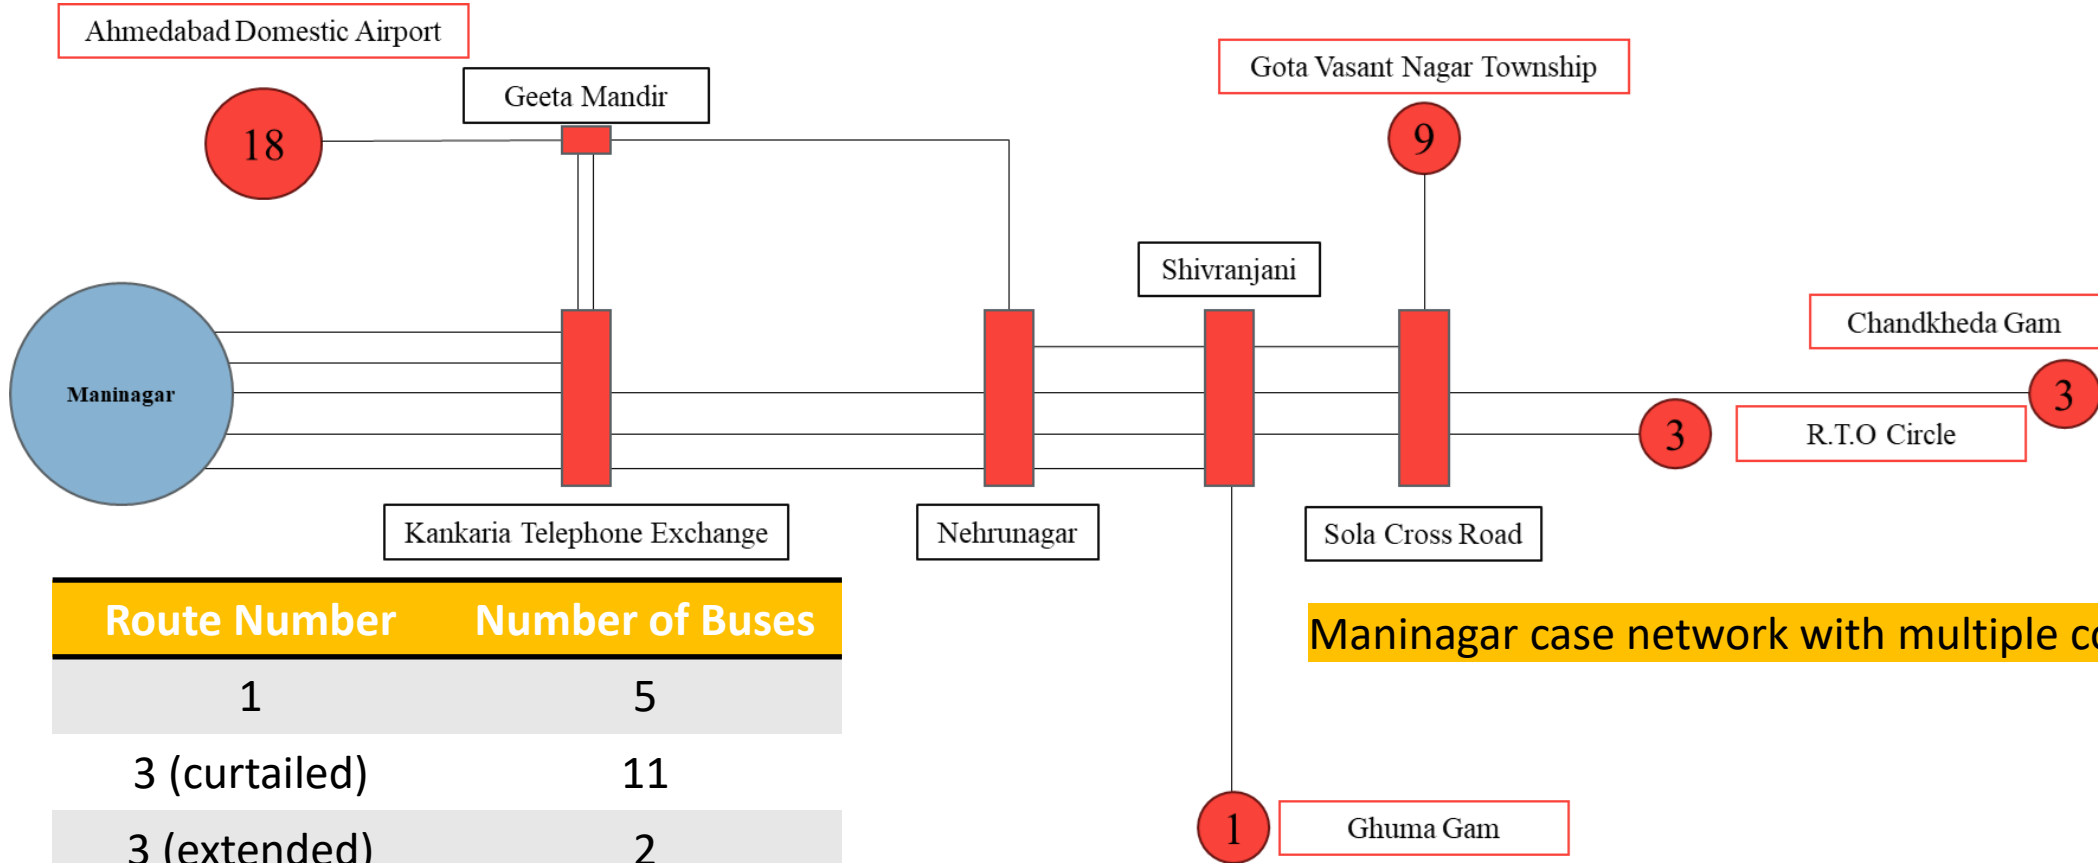 Ahmedabad Domestic Airport
Geeta Mandir
Gota Vasant Nagar Township
18
9
Shivranjani
Chandkheda Gam
Maninagar
3
3
R.T.O Circle
Kankaria Telephone Exchange
Nehrunagar
Sola Cross Road
Route Number Number of Buses
Maninagar case network with multiple
1 5
3 (curtailed) 11
3 (extended) 2
1
Ghuma Gam